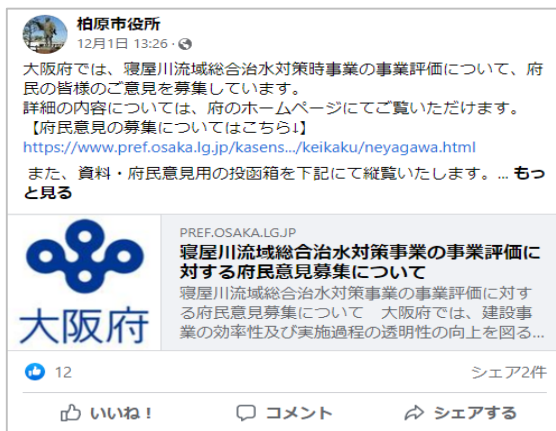 柏原市役所
12月1日 13:26 ·
大阪府では、寝屋川流域総合治水対策時事業の事業評価について、府
民の皆様のご意見を募集しています。
詳細の内容については、府のホームページにてご覧いただけます。
【府民意見の募集についてはこちら↓】
https://www.pref.osaka.lg.jp/kasens.../keikaku/neyagawa.html
また、資料・府民意見用の投函箱を下記にて縦覧いたします。... もっ
と見る
PREF.OSAKA.LG.JP
寝屋川流域総合治水対策事業の事業評価に
対する府民意見募集について
寝屋川流域総合治水対策事業の事業評価に対す
る府民意見募集について　大阪府では、建設事
業の効率性及び実施過程の透明性の向上を図る...
大阪府
12
シェア2件
いいね！ コメント シェアする